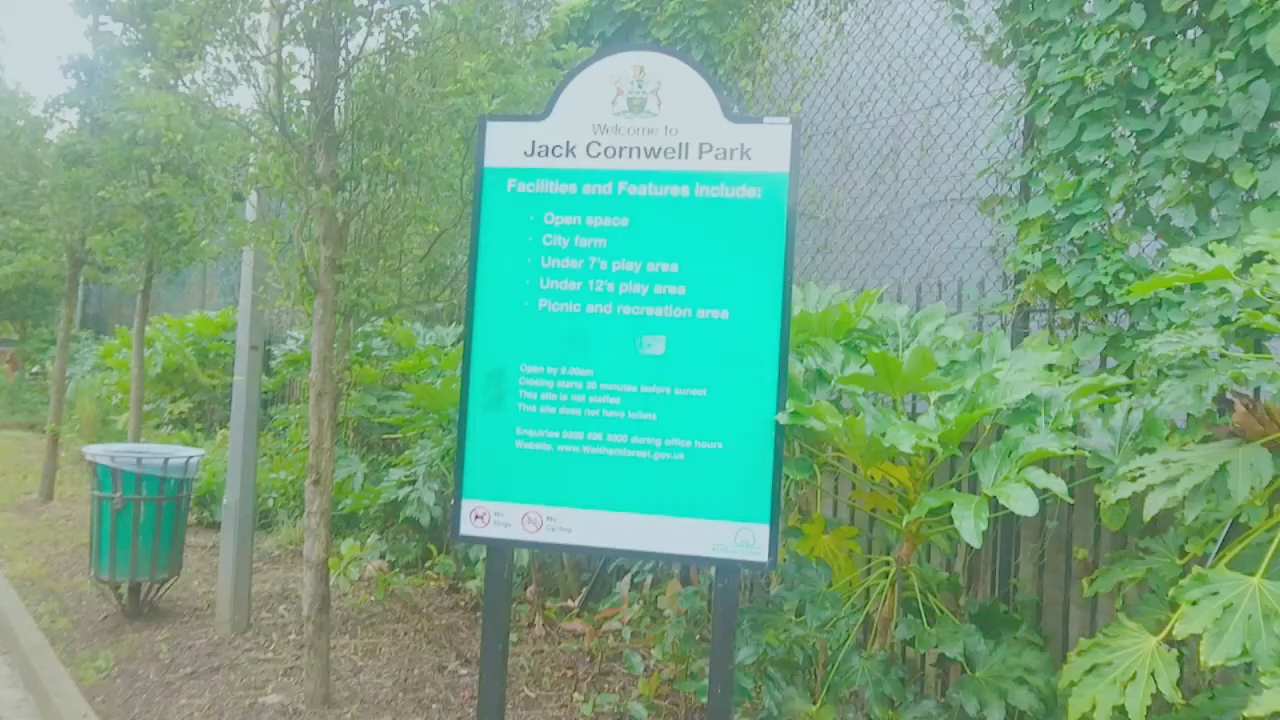 Welcome to
Jack Cornwell Park
Facilities and Features include:
· Open space
· City farm
· Under 7's play area
· Under 12's play area
· Picnic and recreation area
Open by 9.00am
Closing starts 30 minutes before sunset
This site is not staffed
This site does not have toilets
Enquiries 0208 496 3000 during office hours
Website. www.Walthamforest.gov.uk
No
Dogs
No
Cycling